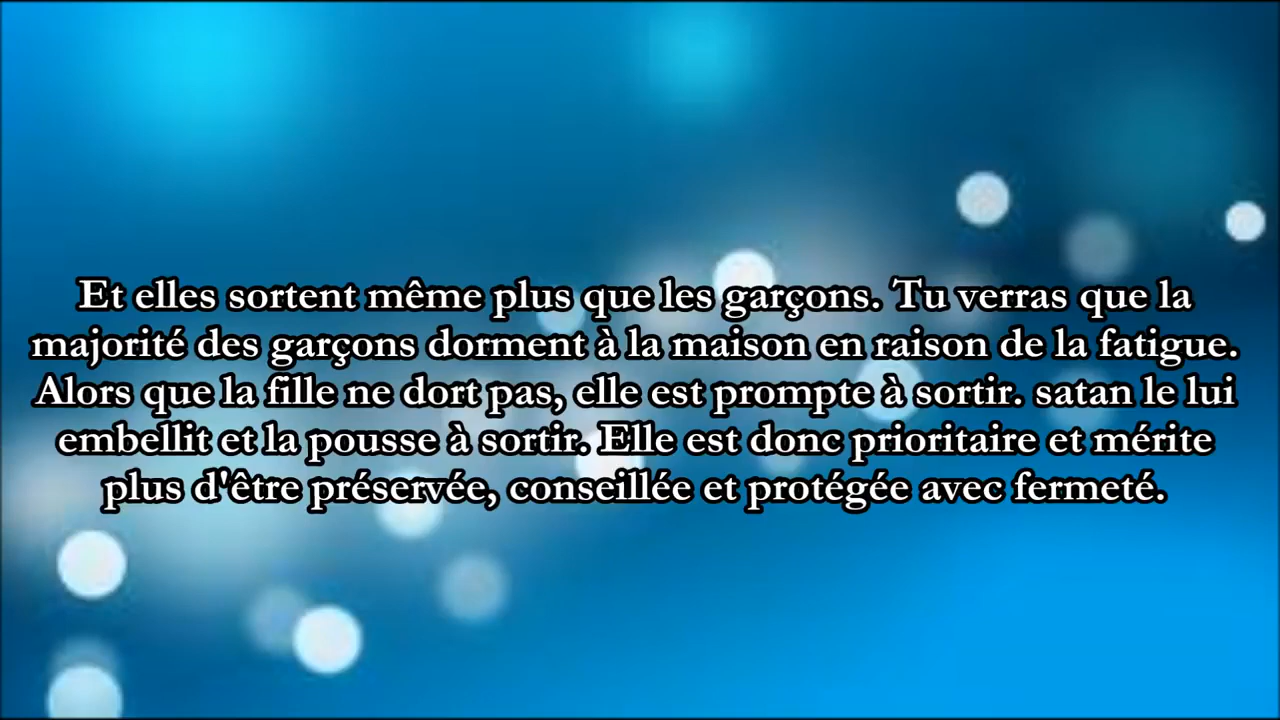 Et elles sortent même plus que les garçons. Tu verras que la
majorité des garçons dorment à la maison en raison de la fatigue.
Alors que la fille ne dort pas, elle est prompte à sortir. satan le lui
embellit et la pousse à sortir. Elle est donc prioritaire et mérite
plus d'être préservée, conseillée et protégée avec fermeté.